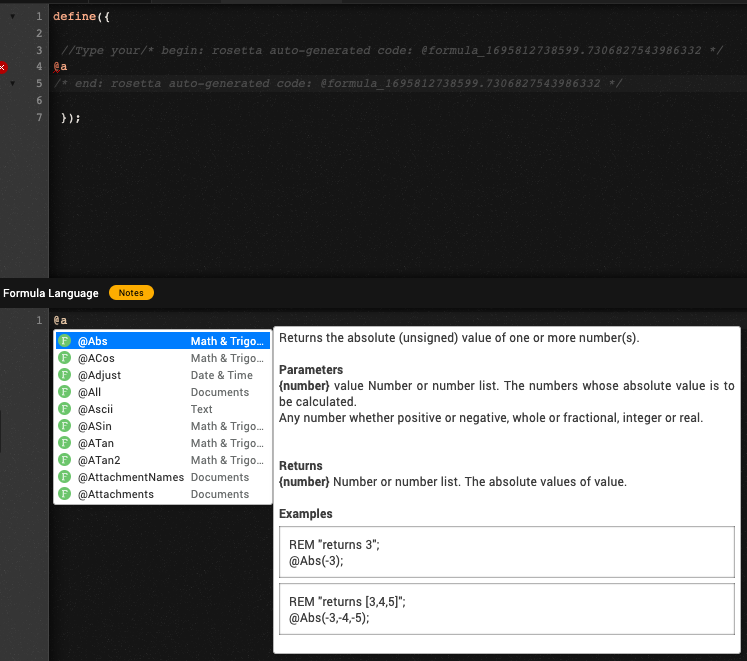 1 define({
2
3 //Type your/* begin: rosetta auto-generated code: @formula_1695812738599.7306827543986332 */
4 @a
5 /* end: rosetta auto-generated code: @formula_1695812738599.7306827543986332 */
6
7 });
Formula Language Notes
1 @a
F @Abs Math & Trigo...
F @ACos Math & Trigo...
F @Adjust Date & Time
F @All Documents
F @Ascii Text
F @ASin Math & Trigo...
F @ATan Math & Trigo...
F @ATan2 Math & Trigo...
F @AttachmentNames Documents
F @Attachments Documents
Returns the absolute (unsigned) value of one or more number(s).
Parameters
{number} value Number or number list. The numbers whose absolute value is to
be calculated.
Any number whether positive or negative, whole or fractional, integer or real.
Returns
{number} Number or number list. The absolute values of value.
Examples
REM "returns 3";
@Abs(-3);
REM "returns [3,4,5]";
@Abs(-3,-4,-5);